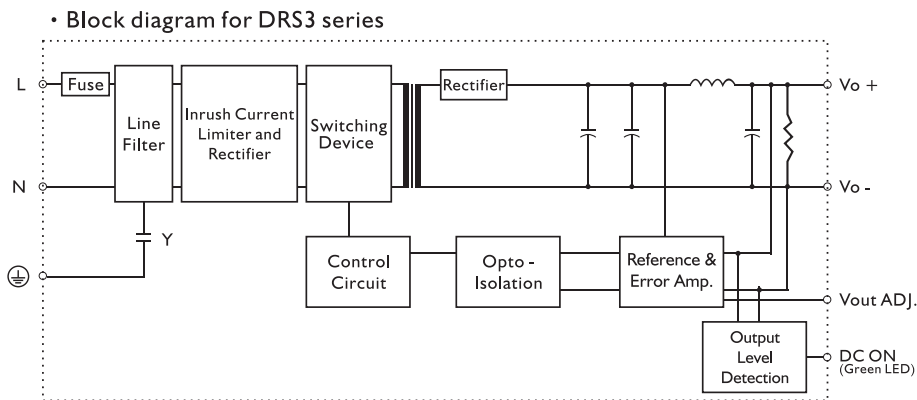 • Block diagram for DRS3 series
L
Fuse
Line
Filter
Inrush Current
Limiter and
Rectifier
Switching
Device
Rectifier
Vo +
N
Vo -
Y
Control
Circuit
Opto -
Isolation
Reference &
Error Amp.
Vout ADJ.
Output
Level
Detection
DC ON
(Green LED)